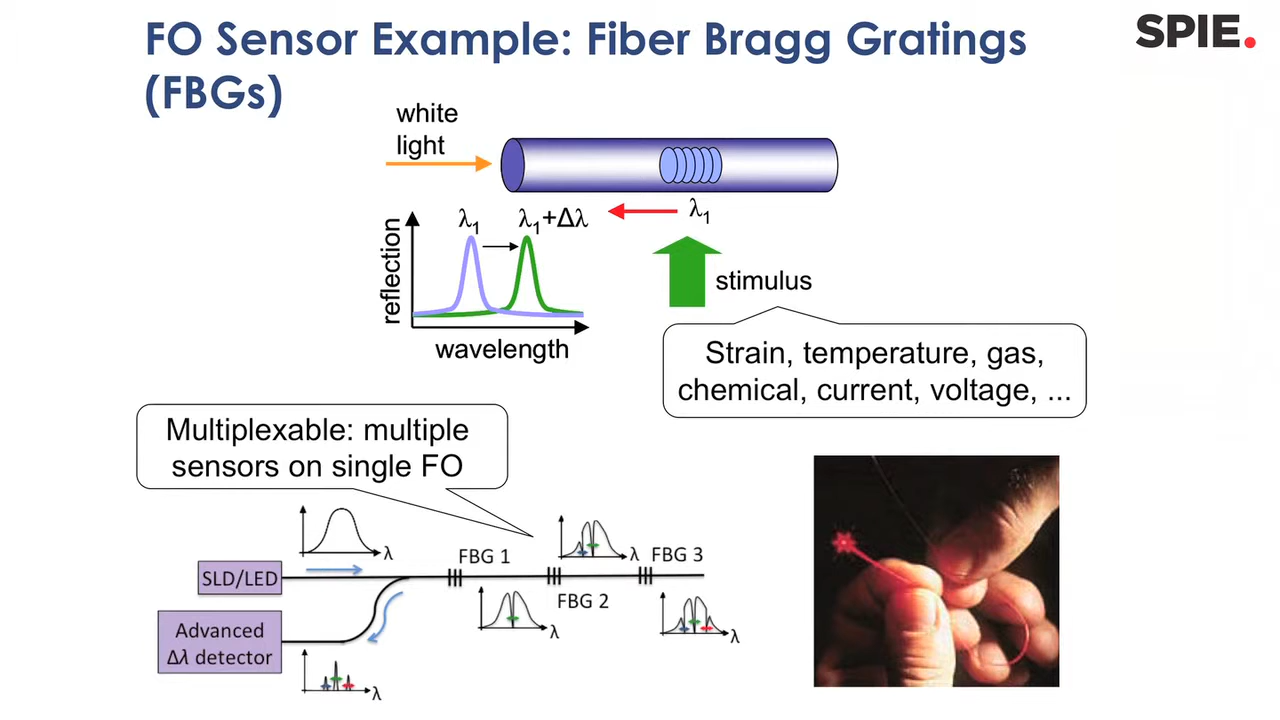 FO Sensor Example: Fiber Bragg Gratings
(FBGs)
SPIE.
white
light
λ₁
λ₁
λ₁+Δλ
reflection
wavelength
stimulus
Strain, temperature, gas,
chemical, current, voltage, ...
Multiplexable: multiple
sensors on single FO
λ
SLD/LED
FBG 1
λ
FBG 3
λ
FBG 2
λ
Advanced
Δλ detector
λ